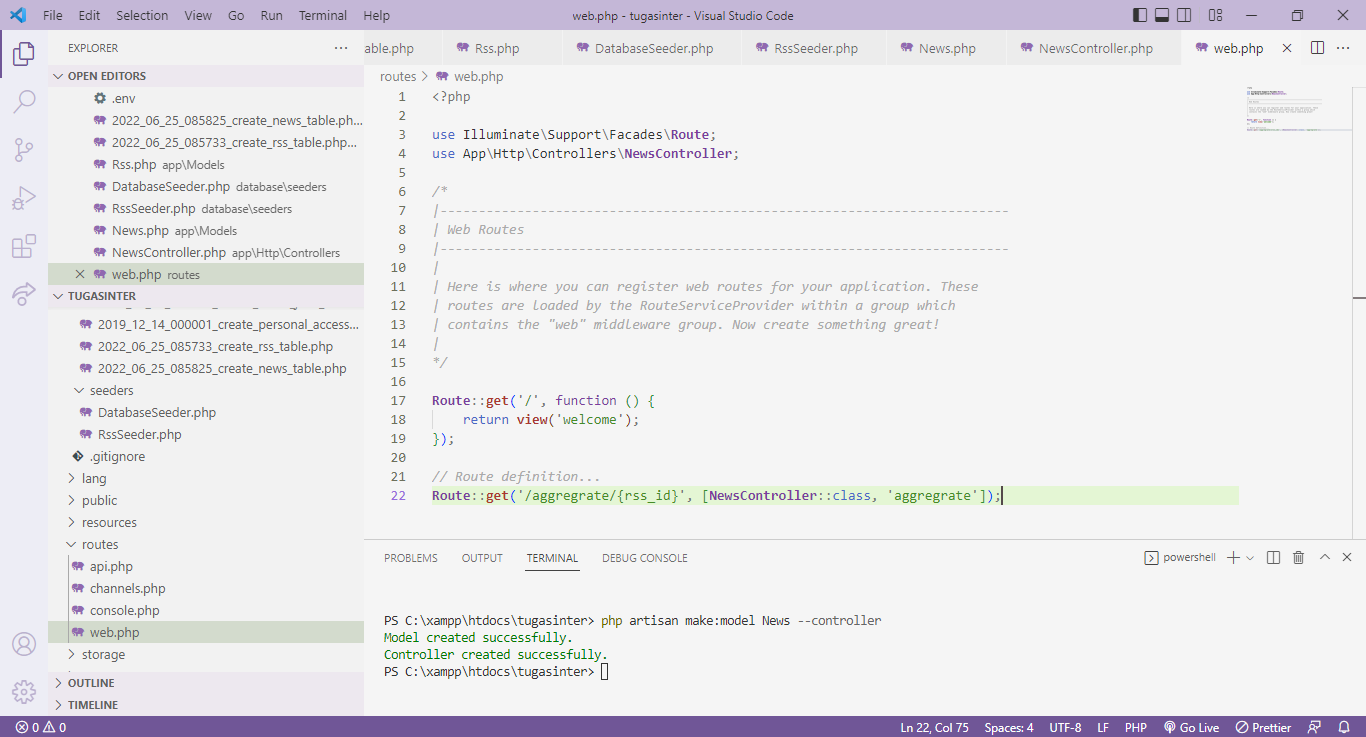 File Edit Selection View Go Run Terminal Help web.php - tugasinter - Visual Studio Code
EXPLORER
OPEN EDITORS
.env
2022_06_25_085825_create_news_table.ph...
2022_06_25_085733_create_rss_table.php...
Rss.php app\Models
DatabaseSeeder.php database\seeders
RssSeeder.php database\seeders
News.php app\Models
NewsController.php app\Http\Controllers
web.php routes
TUGASINTER
2019_12_14_000001_create_personal_access...
2022_06_25_085733_create_rss_table.php
2022_06_25_085825_create_news_table.php
seeders
DatabaseSeeder.php
RssSeeder.php
.gitignore
lang
public
resources
routes
api.php
channels.php
console.php
web.php
storage
OUTLINE
TIMELINE
able.php Rss.php DatabaseSeeder.php RssSeeder.php News.php NewsController.php web.php
routes > web.php
1 <?php
2
3 use Illuminate\Support\Facades\Route;
4 use App\Http\Controllers\NewsController;
5
6 /*
7 |--------------------------------------------------------------------------
8 | Web Routes
9 |--------------------------------------------------------------------------
10 |
11 | Here is where you can register web routes for your application. These
12 | routes are loaded by the RouteServiceProvider within a group which
13 | contains the "web" middleware group. Now create something great!
14 |
15 */
16
17 Route::get('/', function () {
18 return view('welcome');
19 });
20
21 // Route definition...
22 Route::get('/aggregrate/{rss_id}', [NewsController::class, 'aggregrate']);
PROBLEMS OUTPUT TERMINAL DEBUG CONSOLE powershell
PS C:\xampp\htdocs\tugasinter> php artisan make:model News --controller
Model created successfully.
Controller created successfully.
PS C:\xampp\htdocs\tugasinter>
0 0 Ln 22, Col 75 Spaces: 4 UTF-8 LF PHP Go Live Prettier